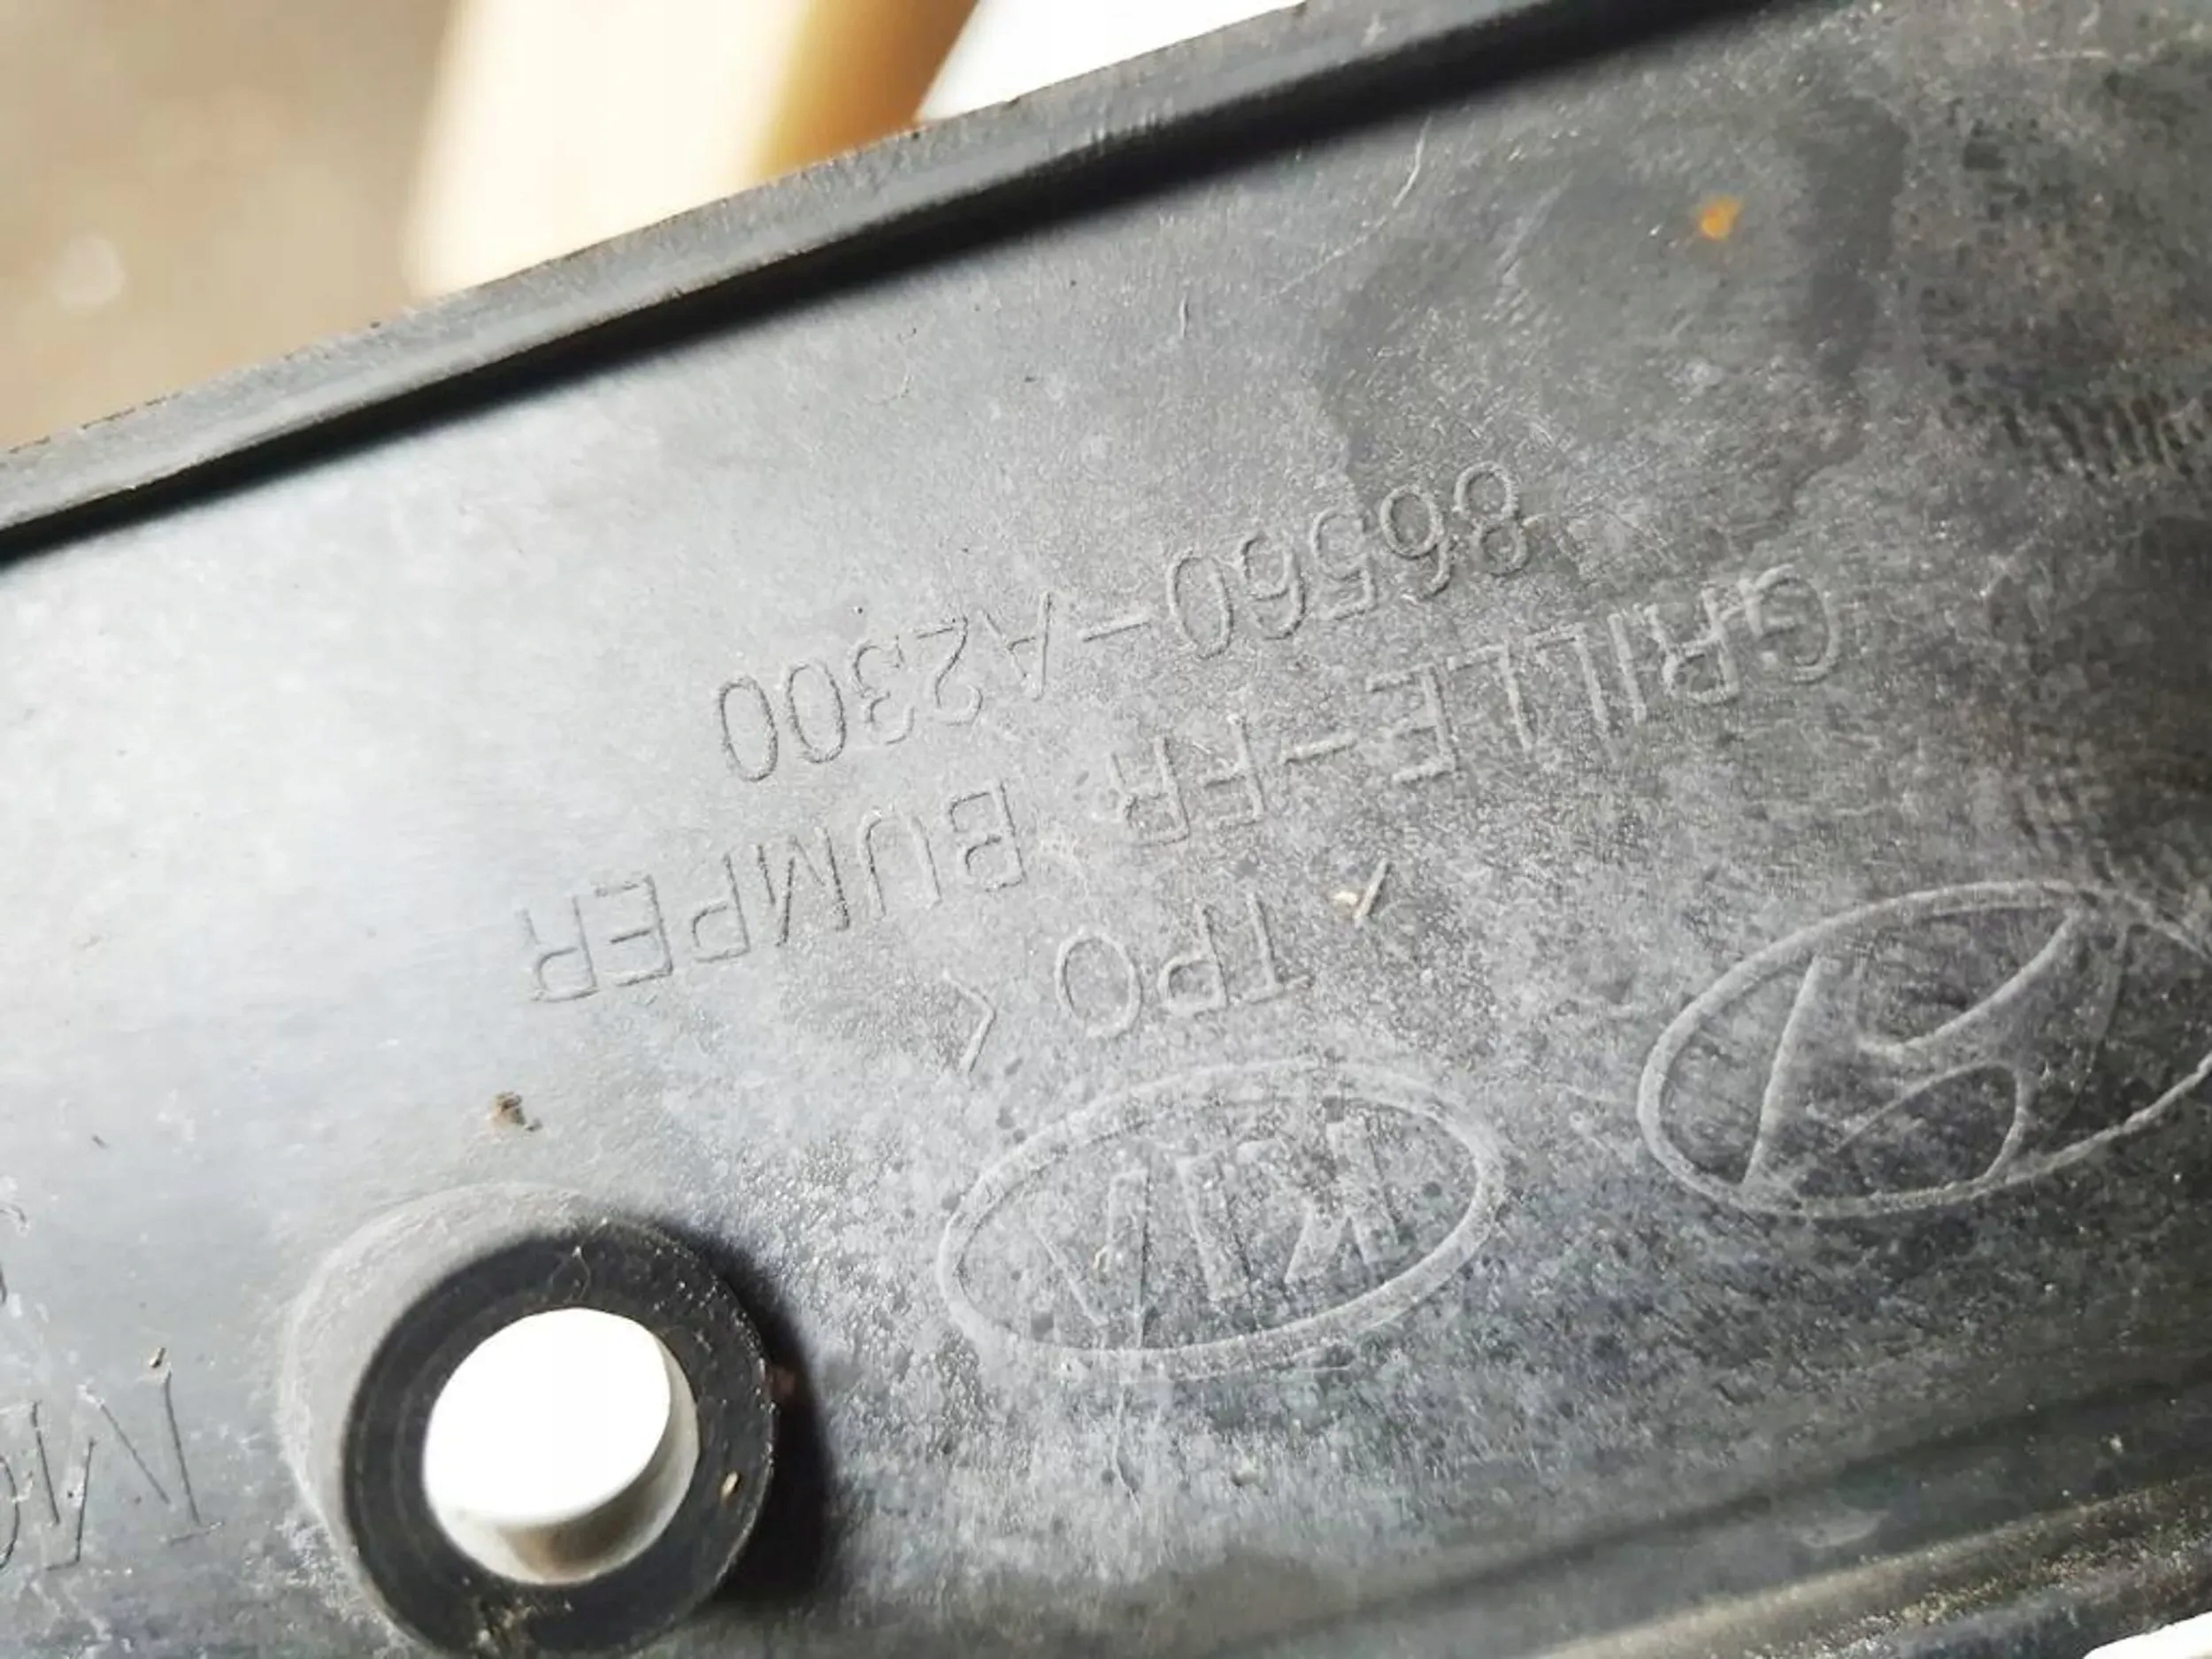 KIA
> TPO <
GRILLE-FR BUMPER
86560-A2300